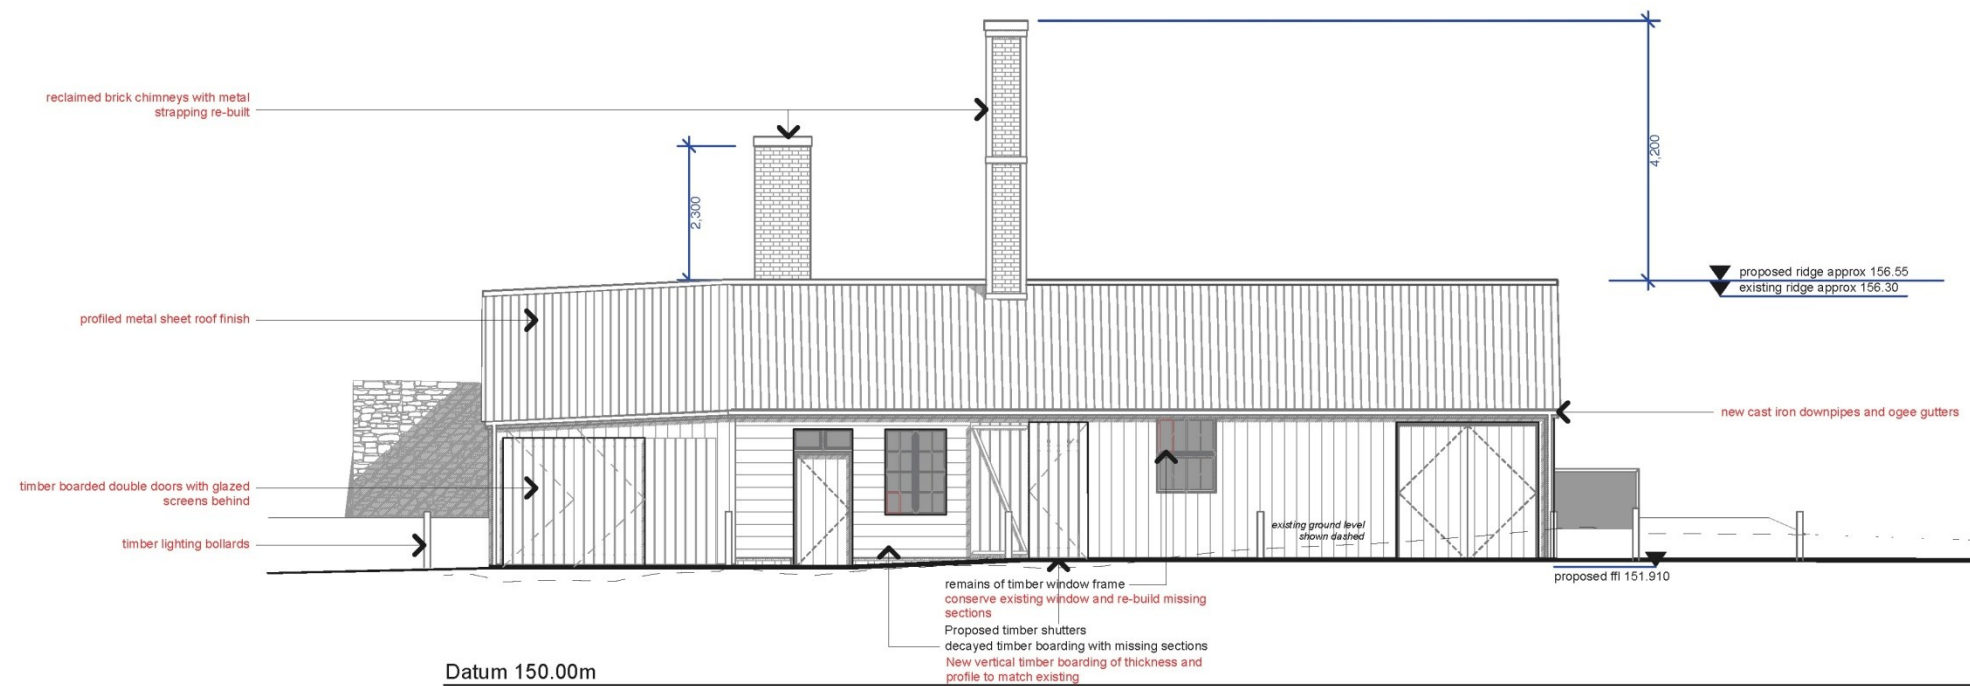 reclaimed brick chimneys with metal
strapping re-built
2,300
4,200
proposed ridge approx 156.55
existing ridge approx 156.30
profiled metal sheet roof finish
new cast iron downpipes and ogee gutters
timber boarded double doors with glazed
screens behind
timber lighting bollards
existing ground level
shown dashed
proposed ffl 151.910
remains of timber window frame
conserve existing window and re-build missing
sections
Proposed timber shutters
decayed timber boarding with missing sections
New vertical timber boarding of thickness and
profile to match existing
Datum 150.00m